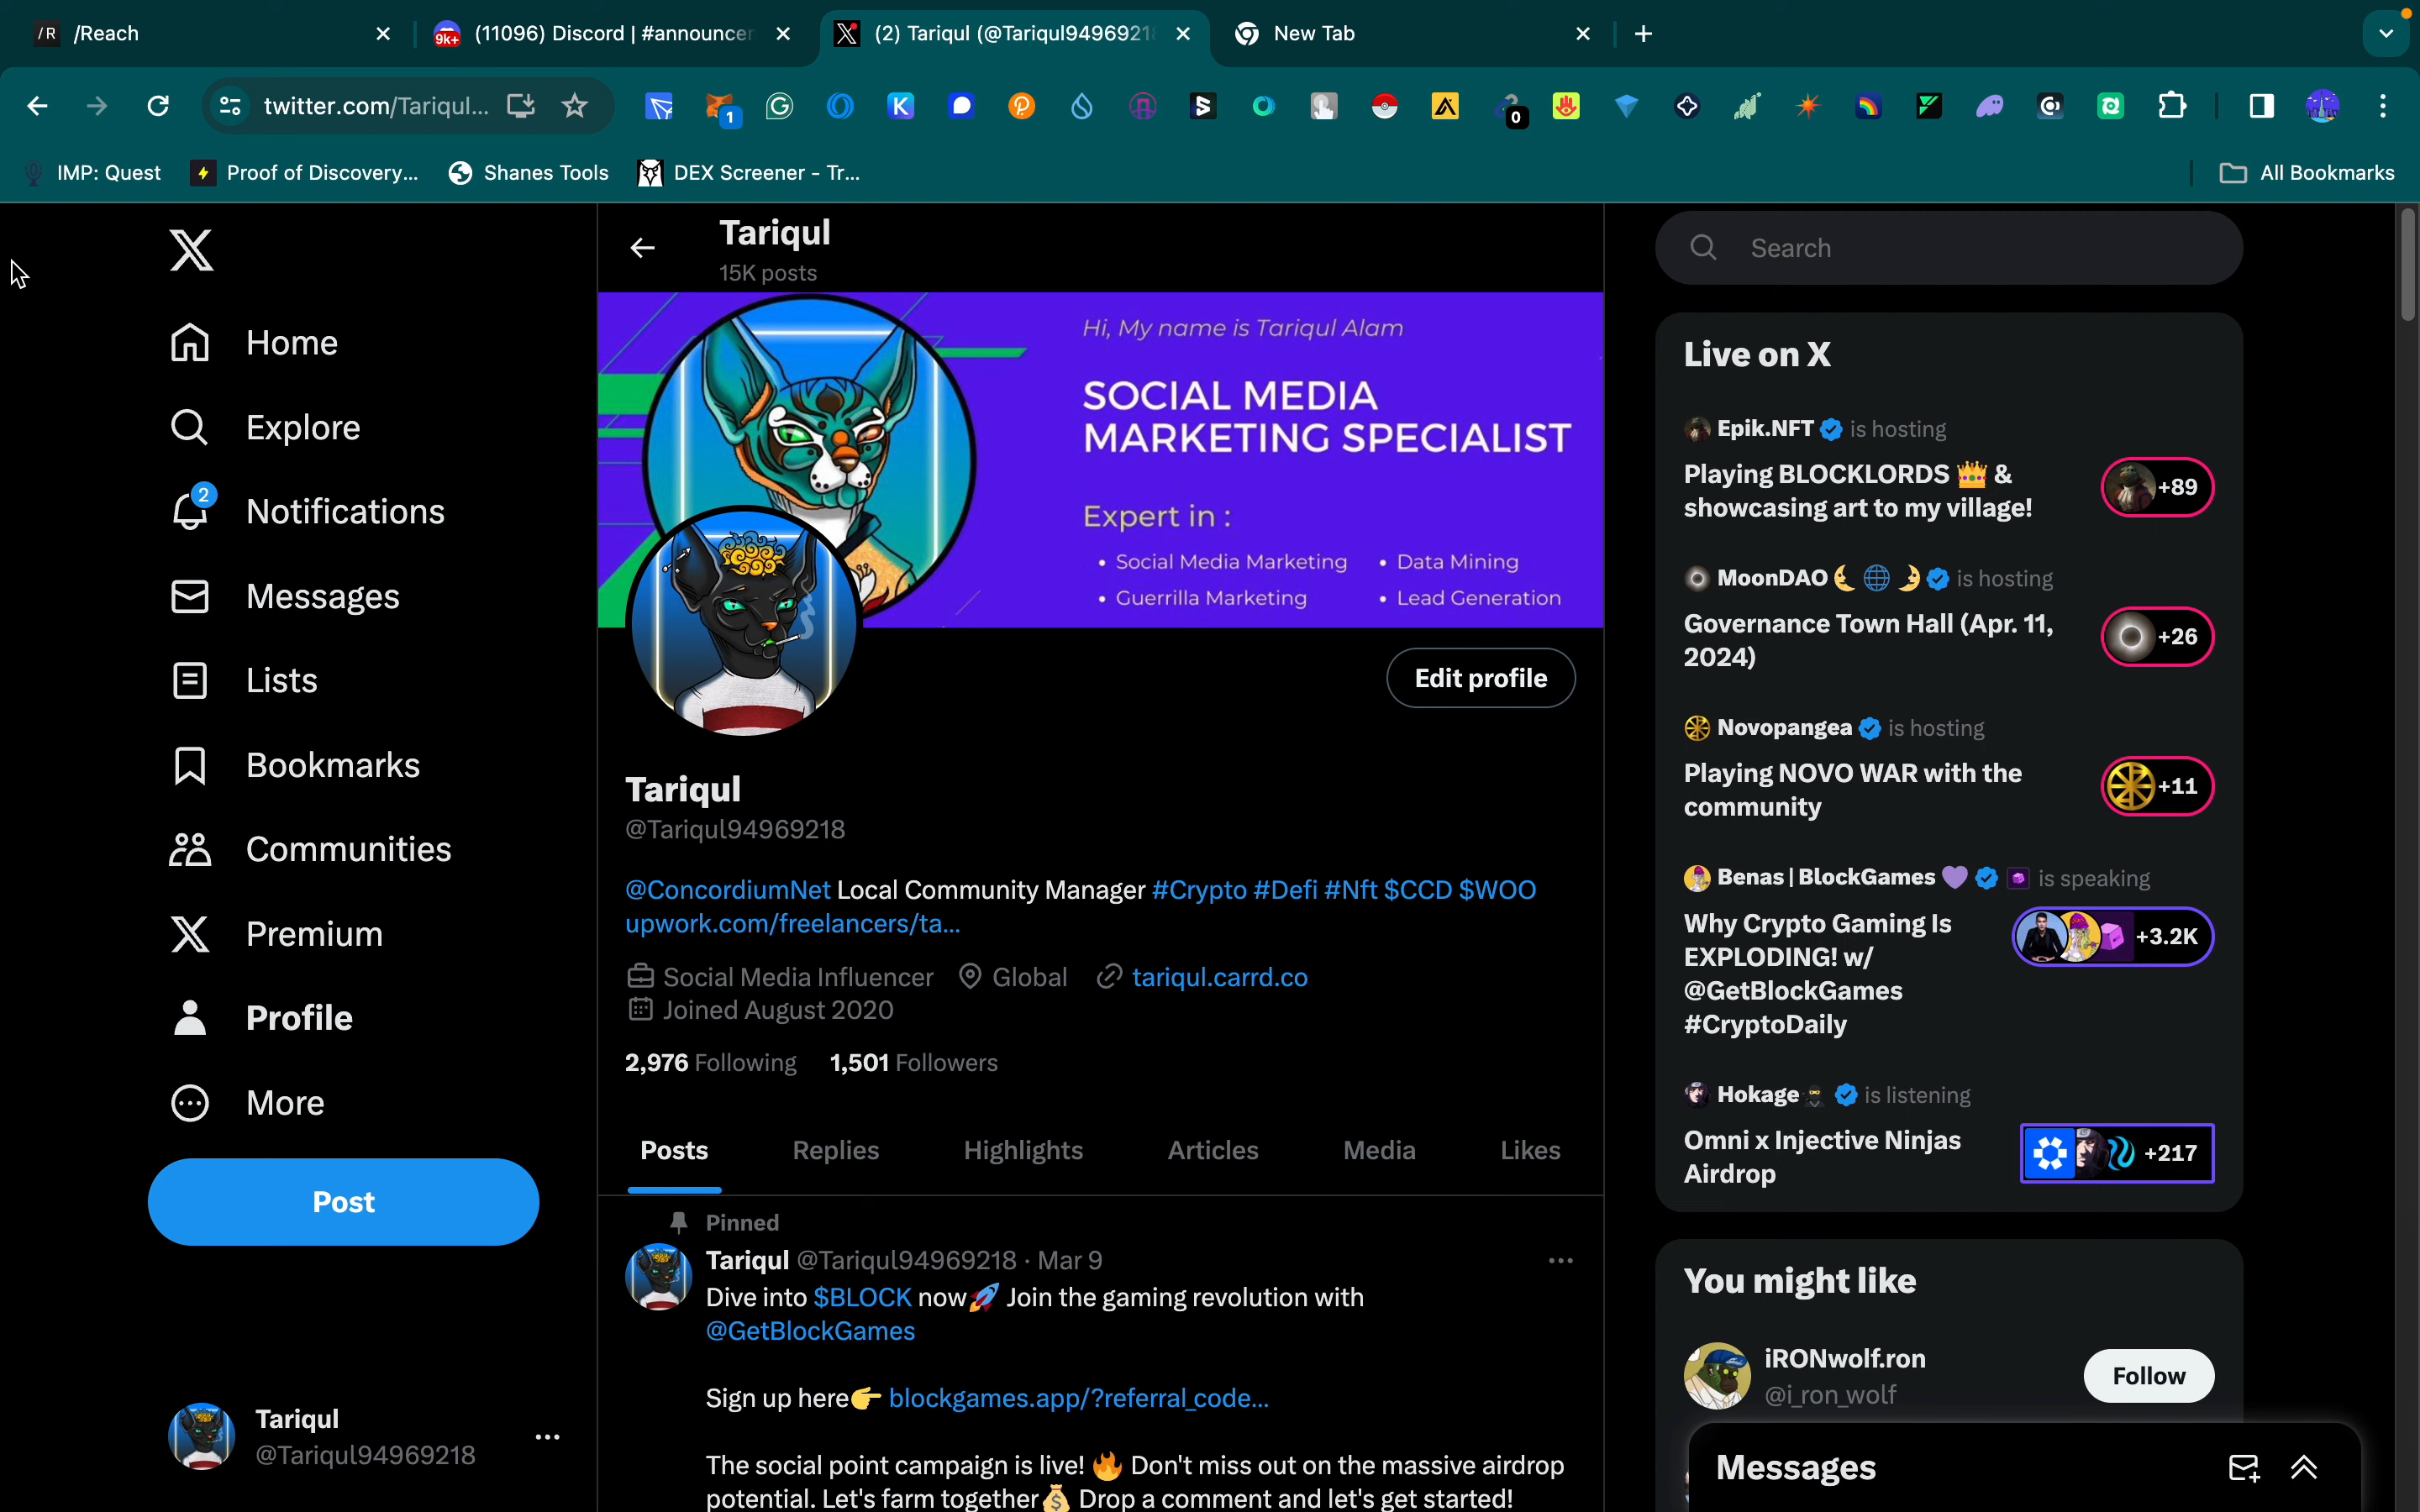 /R /Reach
9k+ (11096) Discord | #announcer
(2) Tariqul (@Tariqul94969218
New Tab
twitter.com/Tariqul...
1
0
IMP: Quest
Proof of Discovery...
Shanes Tools
DEX Screener - Tr...
All Bookmarks
Home
Explore
2
Notifications
Messages
Lists
Bookmarks
Communities
Premium
Profile
More
Post
Tariqul
@Tariqul94969218
Tariqul
15K posts
Hi, My name is Tariqul Alam
SOCIAL MEDIA
MARKETING SPECIALIST
Expert in :
• Social Media Marketing
• Data Mining
• Guerrilla Marketing
• Lead Generation
Edit profile
Tariqul
@Tariqul94969218
@ConcordiumNet Local Community Manager #Crypto #Defi #Nft $CCD $WOO
upwork.com/freelancers/ta...
Social Media Influencer Global tariqul.carrd.co
Joined August 2020
2,976 Following 1,501 Followers
Posts Replies Highlights Articles Media Likes
Pinned
Tariqul @Tariqul94969218 · Mar 9
Dive into $BLOCK now🚀 Join the gaming revolution with
@GetBlockGames
Sign up here👉 blockgames.app/?referral_code...
The social point campaign is live! 🔥 Don't miss out on the massive airdrop
potential. Let's farm together💰 Drop a comment and let's get started!
Search
Live on X
Epik.NFT is hosting
Playing BLOCKLORDS 👑 &
showcasing art to my village!
+89
MoonDAO🌜🌐🌛 is hosting
Governance Town Hall (Apr. 11,
2024)
+26
Novopangea is hosting
Playing NOVO WAR with the
community
+11
Benas | BlockGames💜 is speaking
Why Crypto Gaming Is
EXPLODING! w/
@GetBlockGames
#CryptoDaily
+3.2K
Hokage🥷 is listening
Omni x Injective Ninjas
Airdrop
+217
You might like
iRONwolf.ron
@i_ron_wolf
Follow
Messages